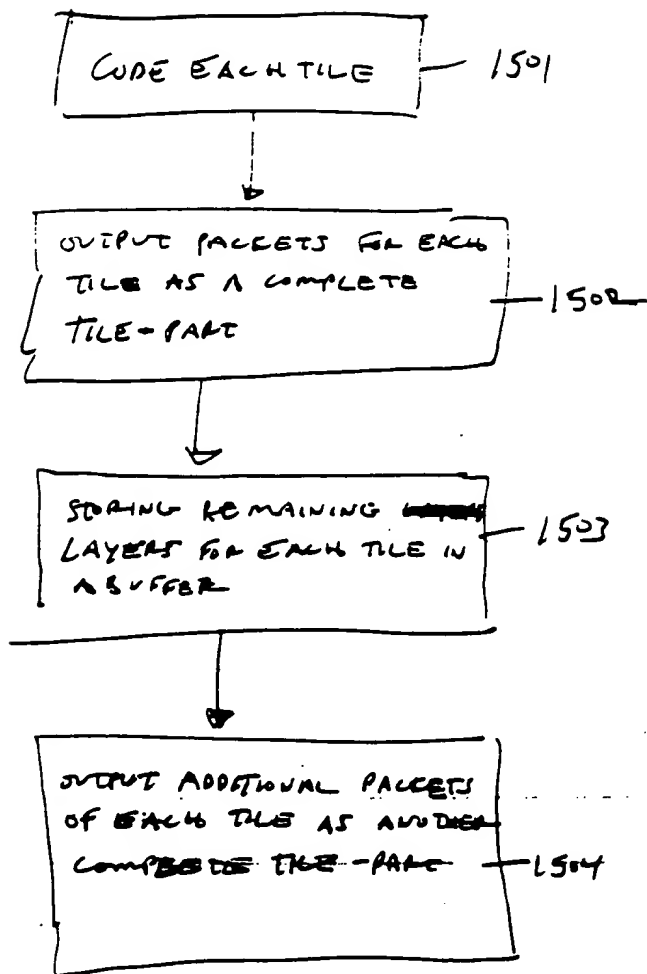 CODE EACH TILE
1501
OUTPUT PACKETS FOR EACH
TILE AS A COMPLETE
TILE-PART
1502
STORING REMAINING
LAYERS FOR EACH TILE IN
A BUFFER
1503
OUTPUT ADDITIONAL PACKETS
OF EACH TILE AS ANOTHER
COMPLETE TILE-PART
1504